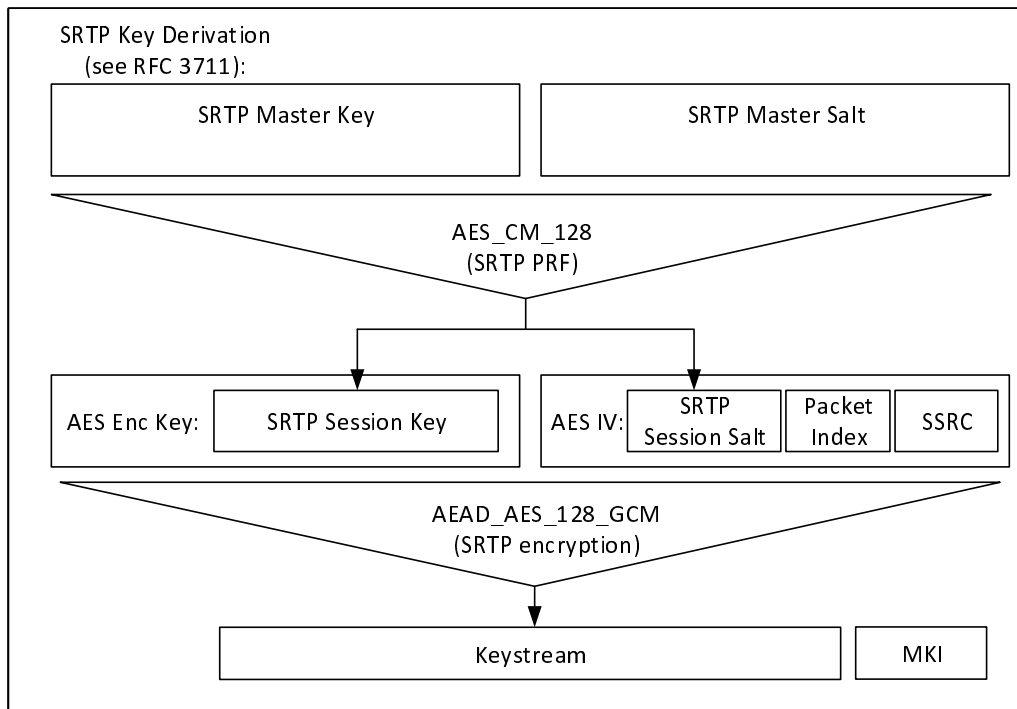 SRTP Key Derivation
(see RFC 3711):
SRTP Master Key
SRTP Master Salt
AES_CM_128
(SRTP PRF)
AES Enc Key:
SRTP Session Key
AES IV:
SRTP
Session Salt
Packet
Index
SSRC
AEAD_AES_128_GCM
(SRTP encryption)
Keystream
MKI